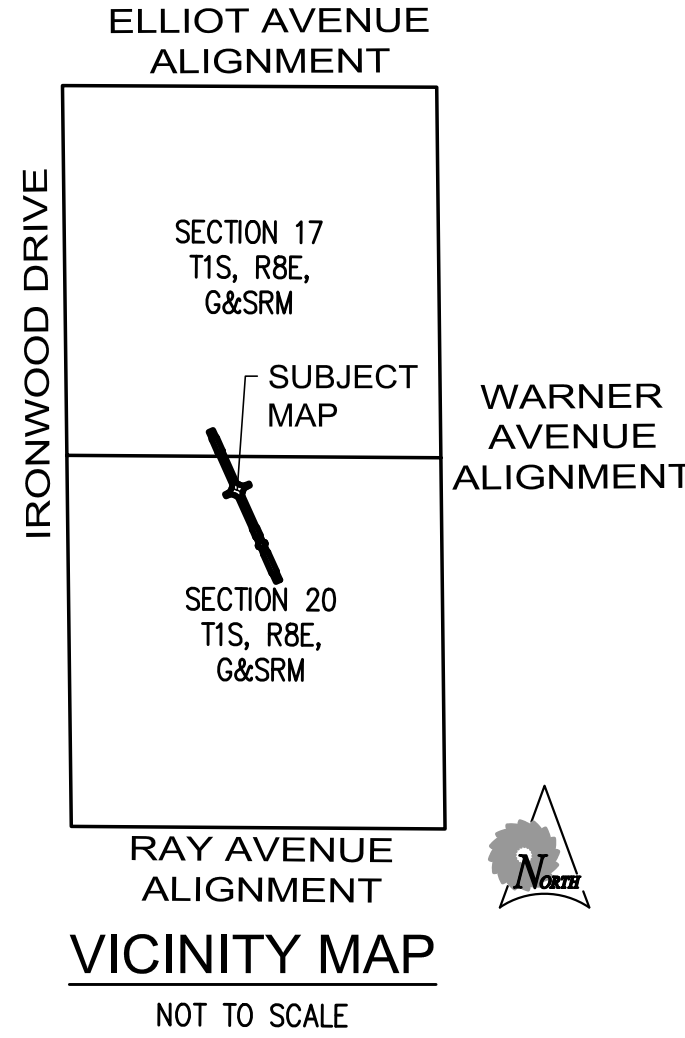 ELLIOT AVENUE
ALIGNMENT
IRONWOOD DRIVE
SECTION 17
T1S, R8E,
G&SRM
SUBJECT
MAP
WARNER
AVENUE
ALIGNMENT
SECTION 20
T1S, R8E,
G&SRM
RAY AVENUE
ALIGNMENT
NORTH
VICINITY MAP
NOT TO SCALE